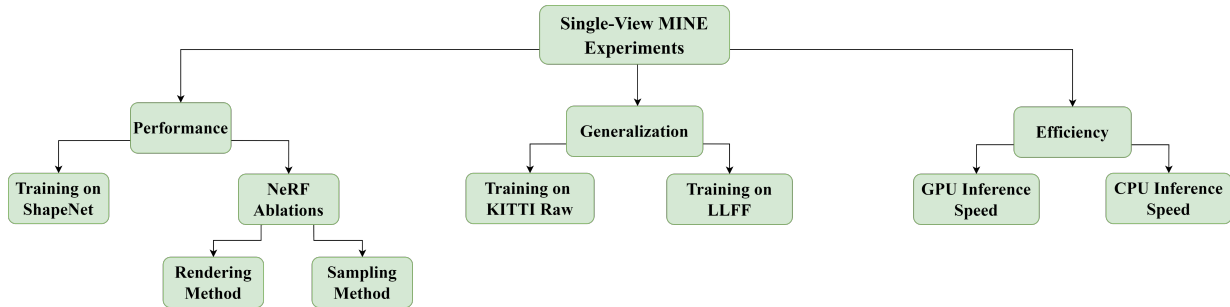 Single-View MINE
Experiments
Performance
Generalization
Efficiency
Training on
ShapeNet
NeRF
Ablations
Training on
KITTI Raw
Training on
LLFF
GPU Inference
Speed
CPU Inference
Speed
Rendering
Method
Sampling
Method